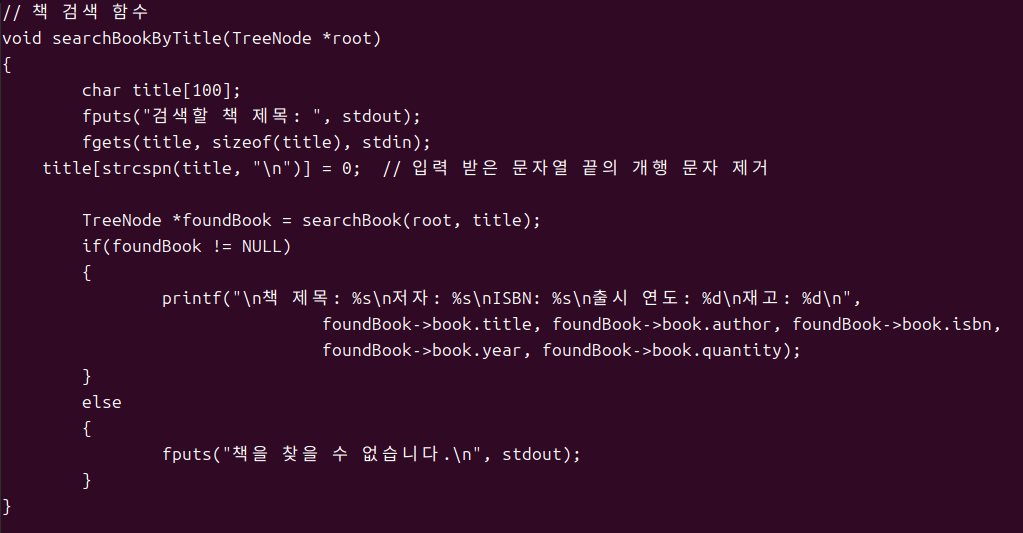 // 책 검색 함수
void searchBookByTitle(TreeNode *root)
{
        char title[100];
        fputs("검색할 책 제목: ", stdout);
        fgets(title, sizeof(title), stdin);
    title[strcspn(title, "\n")] = 0;  // 입력 받은 문자열 끝의 개행 문자 제거

        TreeNode *foundBook = searchBook(root, title);
        if(foundBook != NULL)
        {
                printf("\n책 제목: %s\n저자: %s\nISBN: %s\n출시 연도: %d\n재고: %d\n",
                                foundBook->book.title, foundBook->book.author, foundBook->book.isbn,
                                foundBook->book.year, foundBook->book.quantity);
        }
        else
        {
                fputs("책을 찾을 수 없습니다.\n", stdout);
        }
}